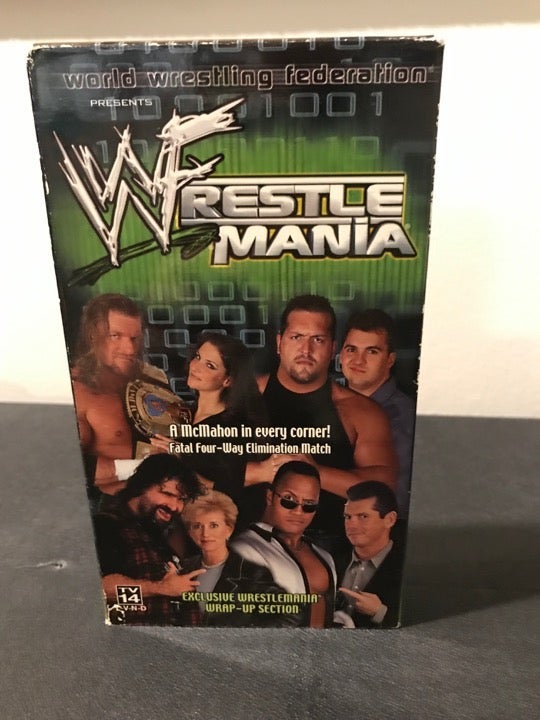 world wrestling federation
PRESENTS
WRESTLE
MANIA
A McMahon in every corner!
Fatal Four-Way Elimination Match
EXCLUSIVE WRESTLEMANIA®
WRAP-UP SECTION
TV
14
V-N-D